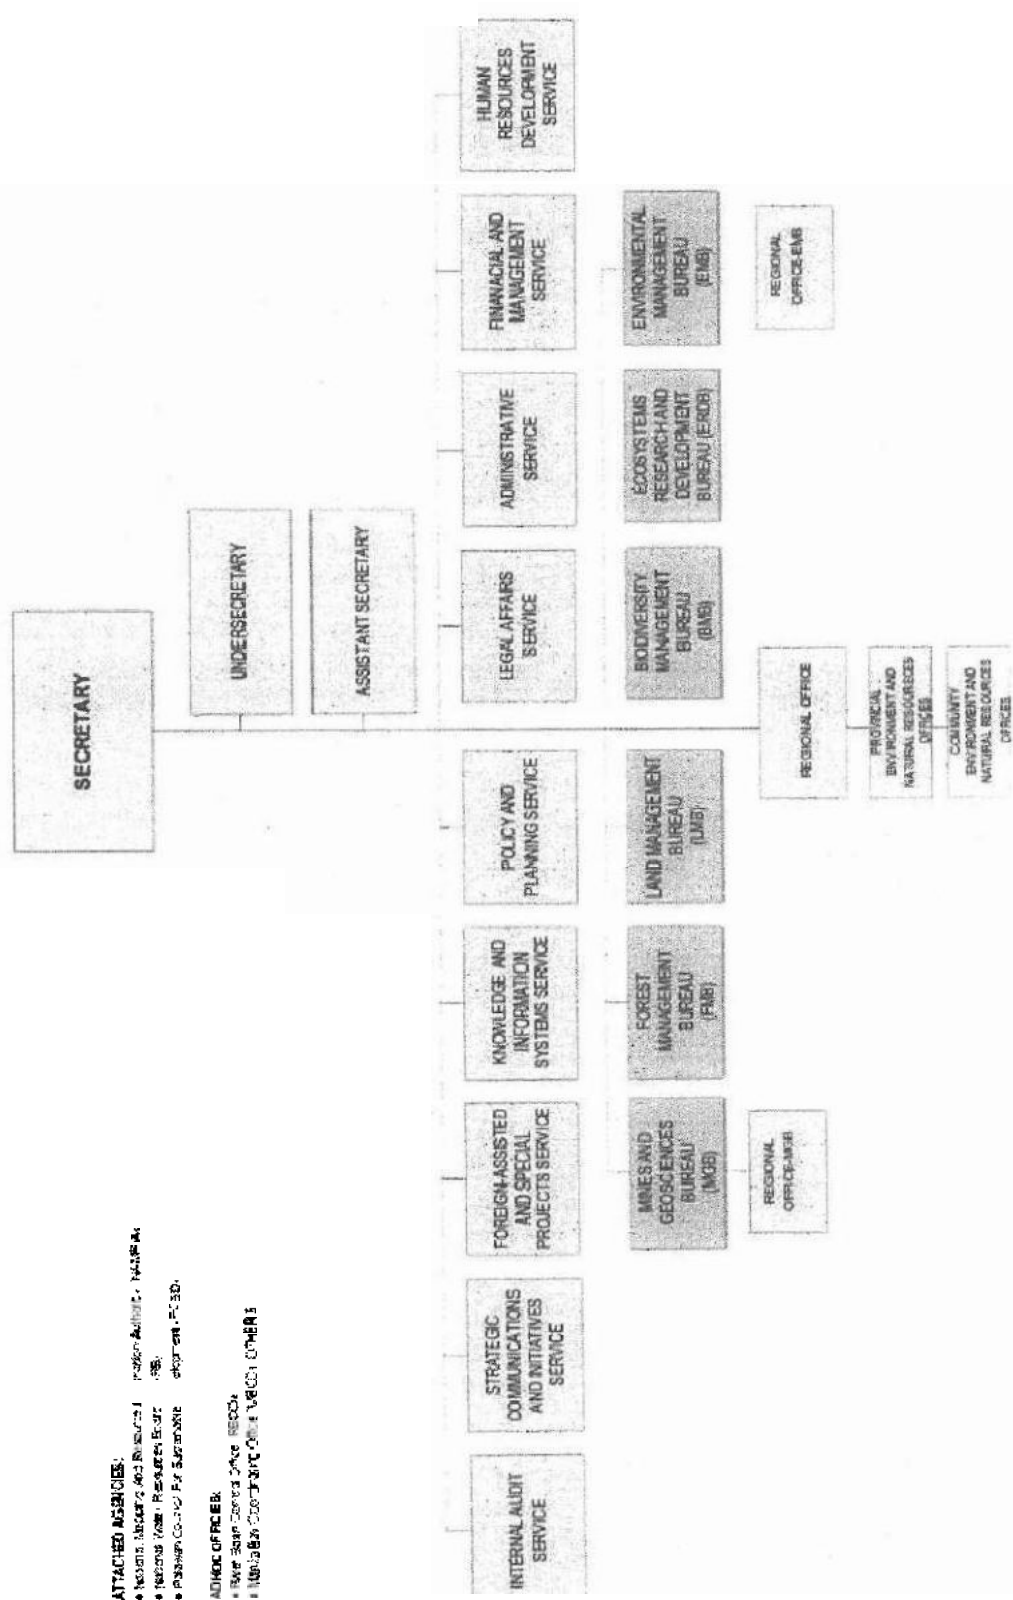 ATTACHED AGENCIES:
ADHOC OFFICES:
SECRETARY
UNDERSECRETARY
ASSISTANT SECRETARY
INTERNAL AUDIT
SERVICE
STRATEGIC
COMMUNICATIONS
AND INITIATIVES
SERVICE
FOREIGN-ASSISTED
AND SPECIAL
PROJECTS SERVICE
KNOWLEDGE AND
INFORMATION
SYSTEMS SERVICE
POLICY AND
PLANNING SERVICE
LEGAL AFFAIRS
SERVICE
ADMINISTRATIVE
SERVICE
FINANACIAL AND
MANAGEMENT
SERVICE
HUMAN
RESOURCES
DEVELOPMENT
SERVICE
MINES AND
GEOSCIENCES
BUREAU
(MGB)
FOREST
MANAGEMENT
BUREAU
(FMB)
LAND MANAGEMENT
BUREAU
(LMB)
BIODIVERSITY
MANAGEMENT
BUREAU
(BMB)
ECOSYSTEMS
RESEARCH AND
DEVELOPMENT
BUREAU (ERDB)
ENVIRONMENTAL
MANAGEMENT
BUREAU
(EMB)
REGIONAL
OFFICE-MGB
REGIONAL OFFICE
REGIONAL
OFFICE-EMB
PROVINCIAL
ENVIRONMENT AND
NATURAL RESOURECES
OFFICES
COMMUNITY
ENVIRONMENT AND
NATURAL RESOURCES
OFFICES